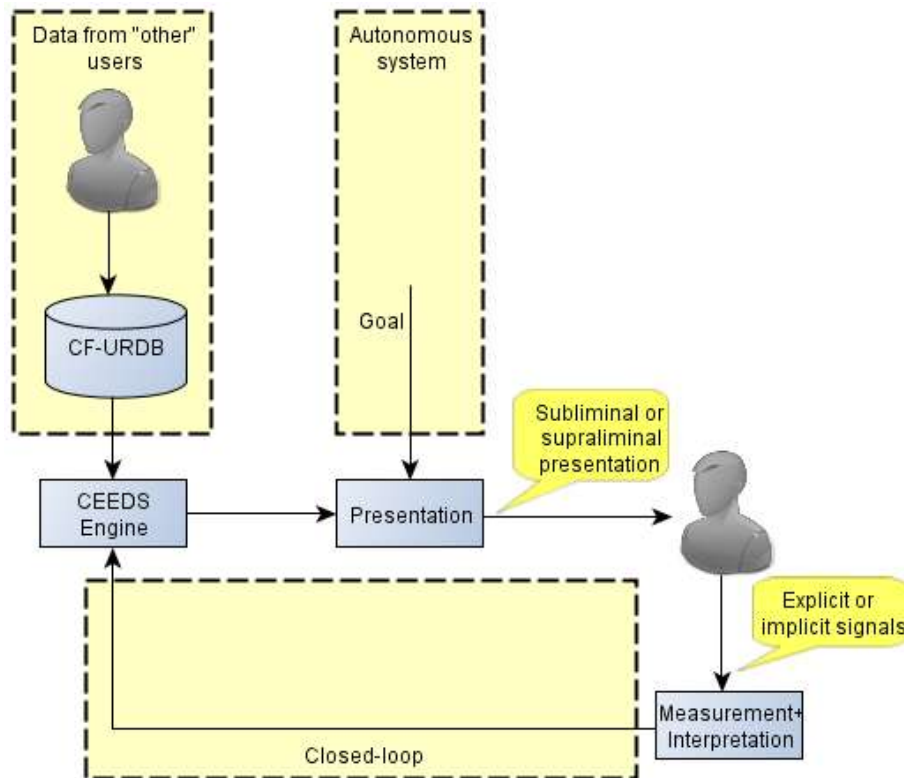 Data from "other"
users
Autonomous
system
CF-URDB
Goal
Subliminal or
supraliminal
presentation
CEEDS
Engine
Presentation
Explicit or
implicit signals
Measurement+
Interpretation
Closed-loop